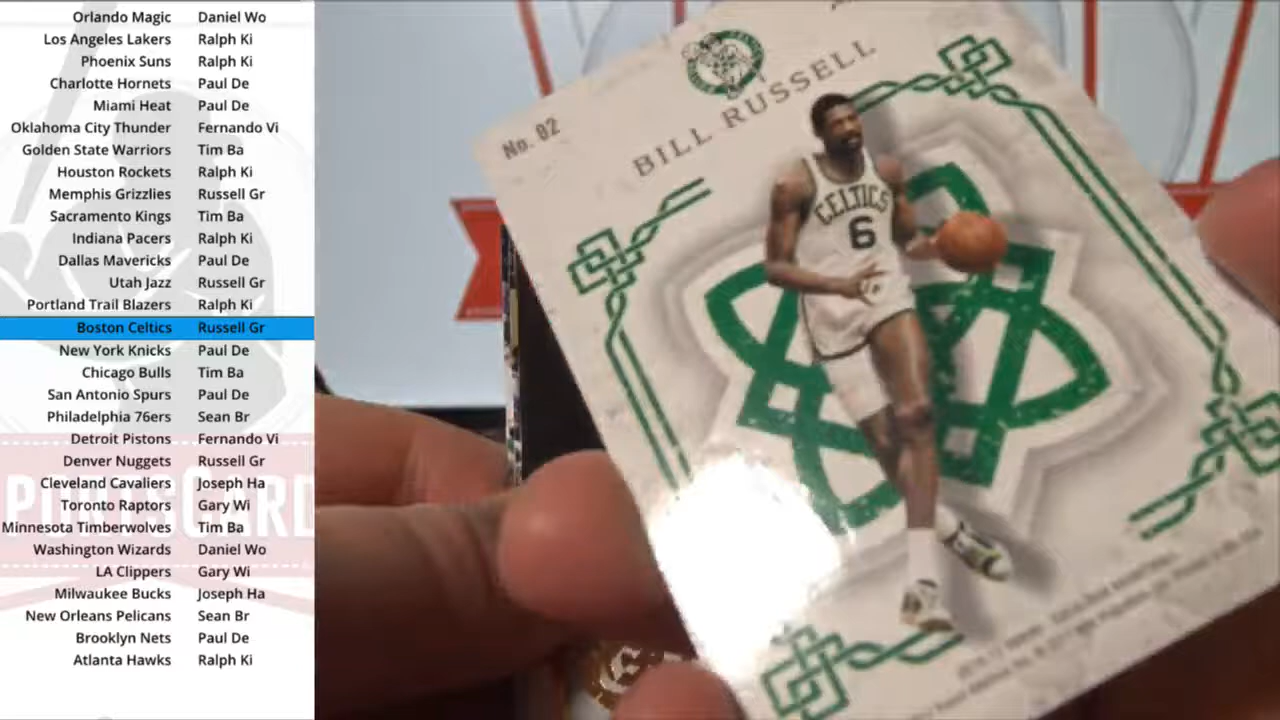 Orlando Magic Daniel Wo
Los Angeles Lakers Ralph Ki
Phoenix Suns Ralph Ki
Charlotte Hornets Paul De
Miami Heat Paul De
Oklahoma City Thunder Fernando Vi
Golden State Warriors Tim Ba
Houston Rockets Ralph Ki
Memphis Grizzlies Russell Gr
Sacramento Kings Tim Ba
Indiana Pacers Ralph Ki
Dallas Mavericks Paul De
Utah Jazz Russell Gr
Portland Trail Blazers Ralph Ki
Boston Celtics Russell Gr
New York Knicks Paul De
Chicago Bulls Tim Ba
San Antonio Spurs Paul De
Philadelphia 76ers Sean Br
Detroit Pistons Fernando Vi
Denver Nuggets Russell Gr
Cleveland Cavaliers Joseph Ha
Toronto Raptors Gary Wi
Minnesota Timberwolves Tim Ba
Washington Wizards Daniel Wo
LA Clippers Gary Wi
Milwaukee Bucks Joseph Ha
New Orleans Pelicans Sean Br
Brooklyn Nets Paul De
Atlanta Hawks Ralph Ki
No. 82
BILL RUSSELL
CELTICS
6